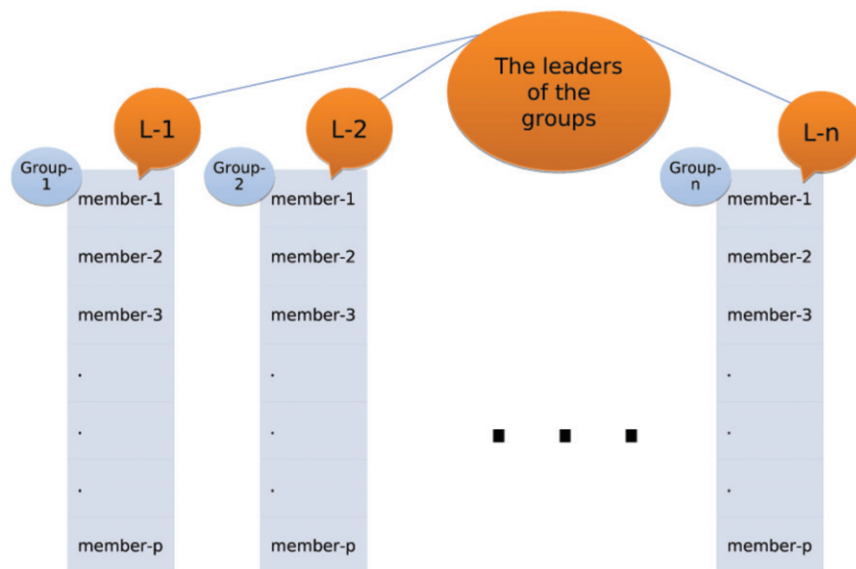 The leaders
of the
groups
L-1
L-2
L-n
Group-
1
member-1
member-2
member-3
.
.
.
member-p
Group-
2
member-1
member-2
member-3
.
.
.
member-p
. . .
Group-
n
member-1
member-2
member-3
.
.
.
member-p